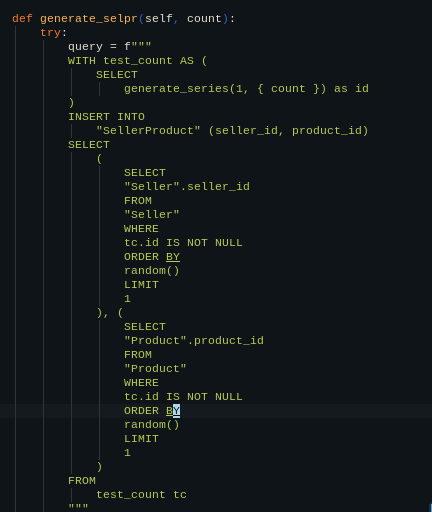 def generate_selpr(self, count):
try:
query = f"""
WITH test_count AS (
SELECT
generate_series(1, { count }) as id
)
INSERT INTO
"SellerProduct" (seller_id, product_id)
SELECT
(
SELECT
"Seller".seller_id
FROM
"Seller"
WHERE
tc.id IS NOT NULL
ORDER BY
random()
LIMIT
1
), (
SELECT
"Product".product_id
FROM
"Product"
WHERE
tc.id IS NOT NULL
ORDER BY
random()
LIMIT
1
)
FROM
test_count tc
"""